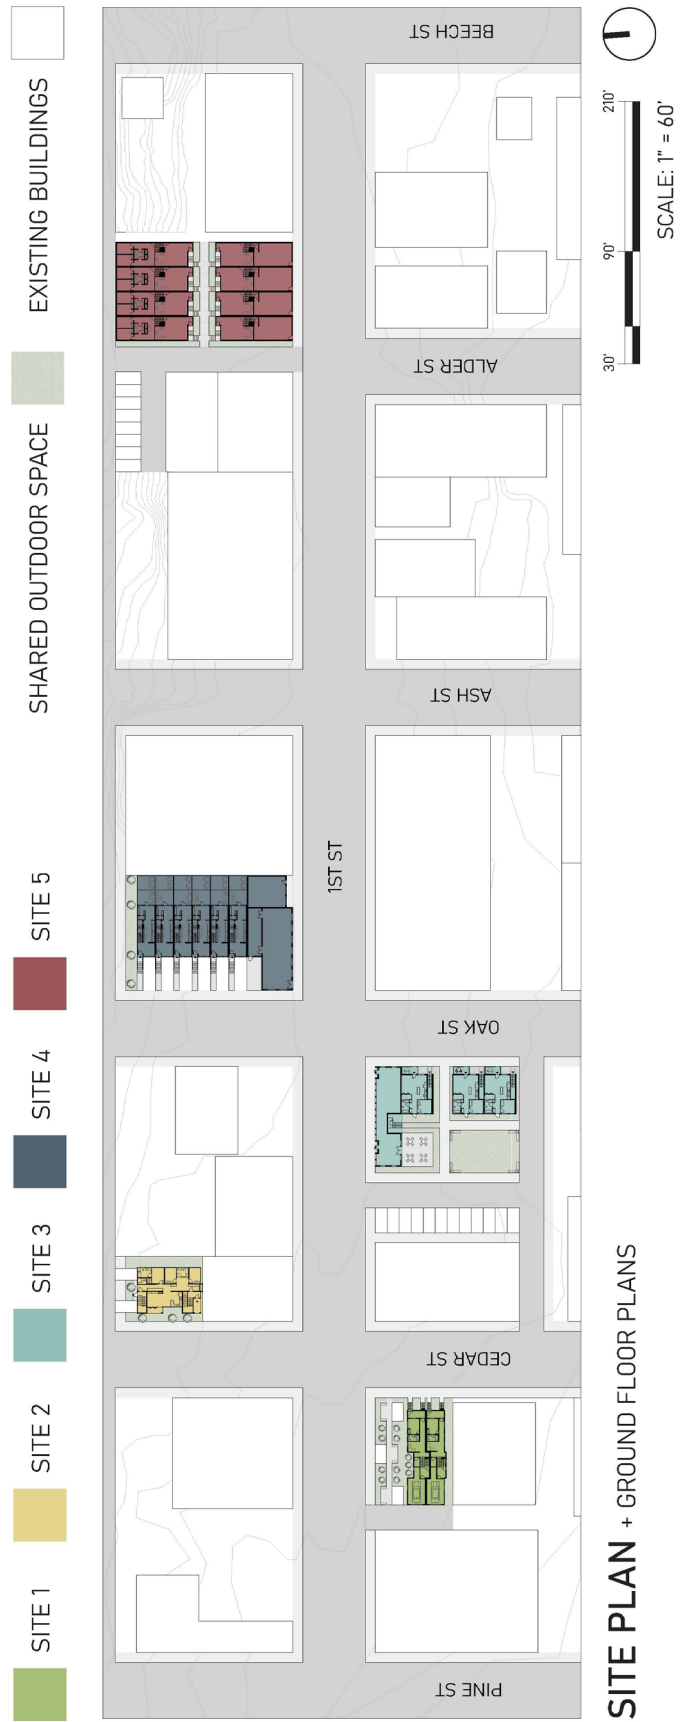 SITE 1
SITE 2
SITE 3
SITE 4
SITE 5
SHARED OUTDOOR SPACE
EXISTING BUILDINGS
PINE ST
CEDAR ST
OAK ST
ASH ST
ALDER ST
BEECH ST
1ST ST
SITE PLAN + GROUND FLOOR PLANS
30'
90'
210'
SCALE: 1" = 60'